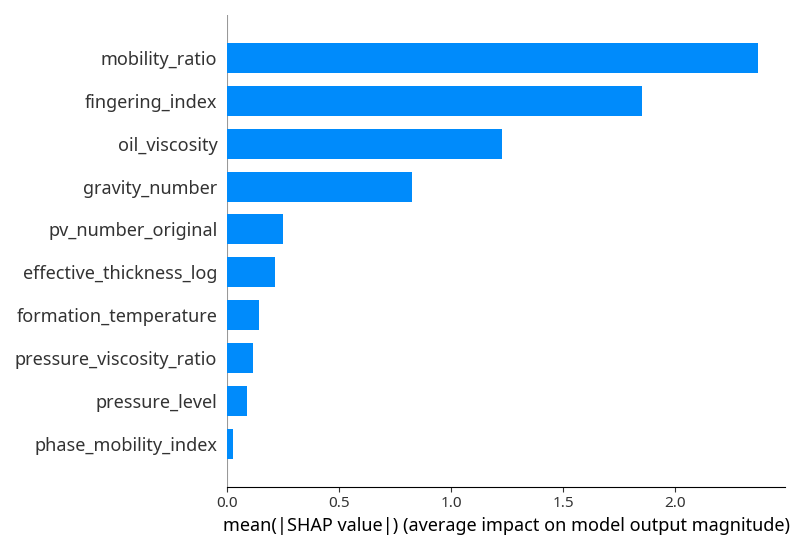 mobility_ratio
fingering_index
oil_viscosity
gravity_number
pv_number_original
effective_thickness_log
formation_temperature
pressure_viscosity_ratio
pressure_level
phase_mobility_index
0.0 0.5 1.0 1.5 2.0
mean(|SHAP value|) (average impact on model output magnitude)